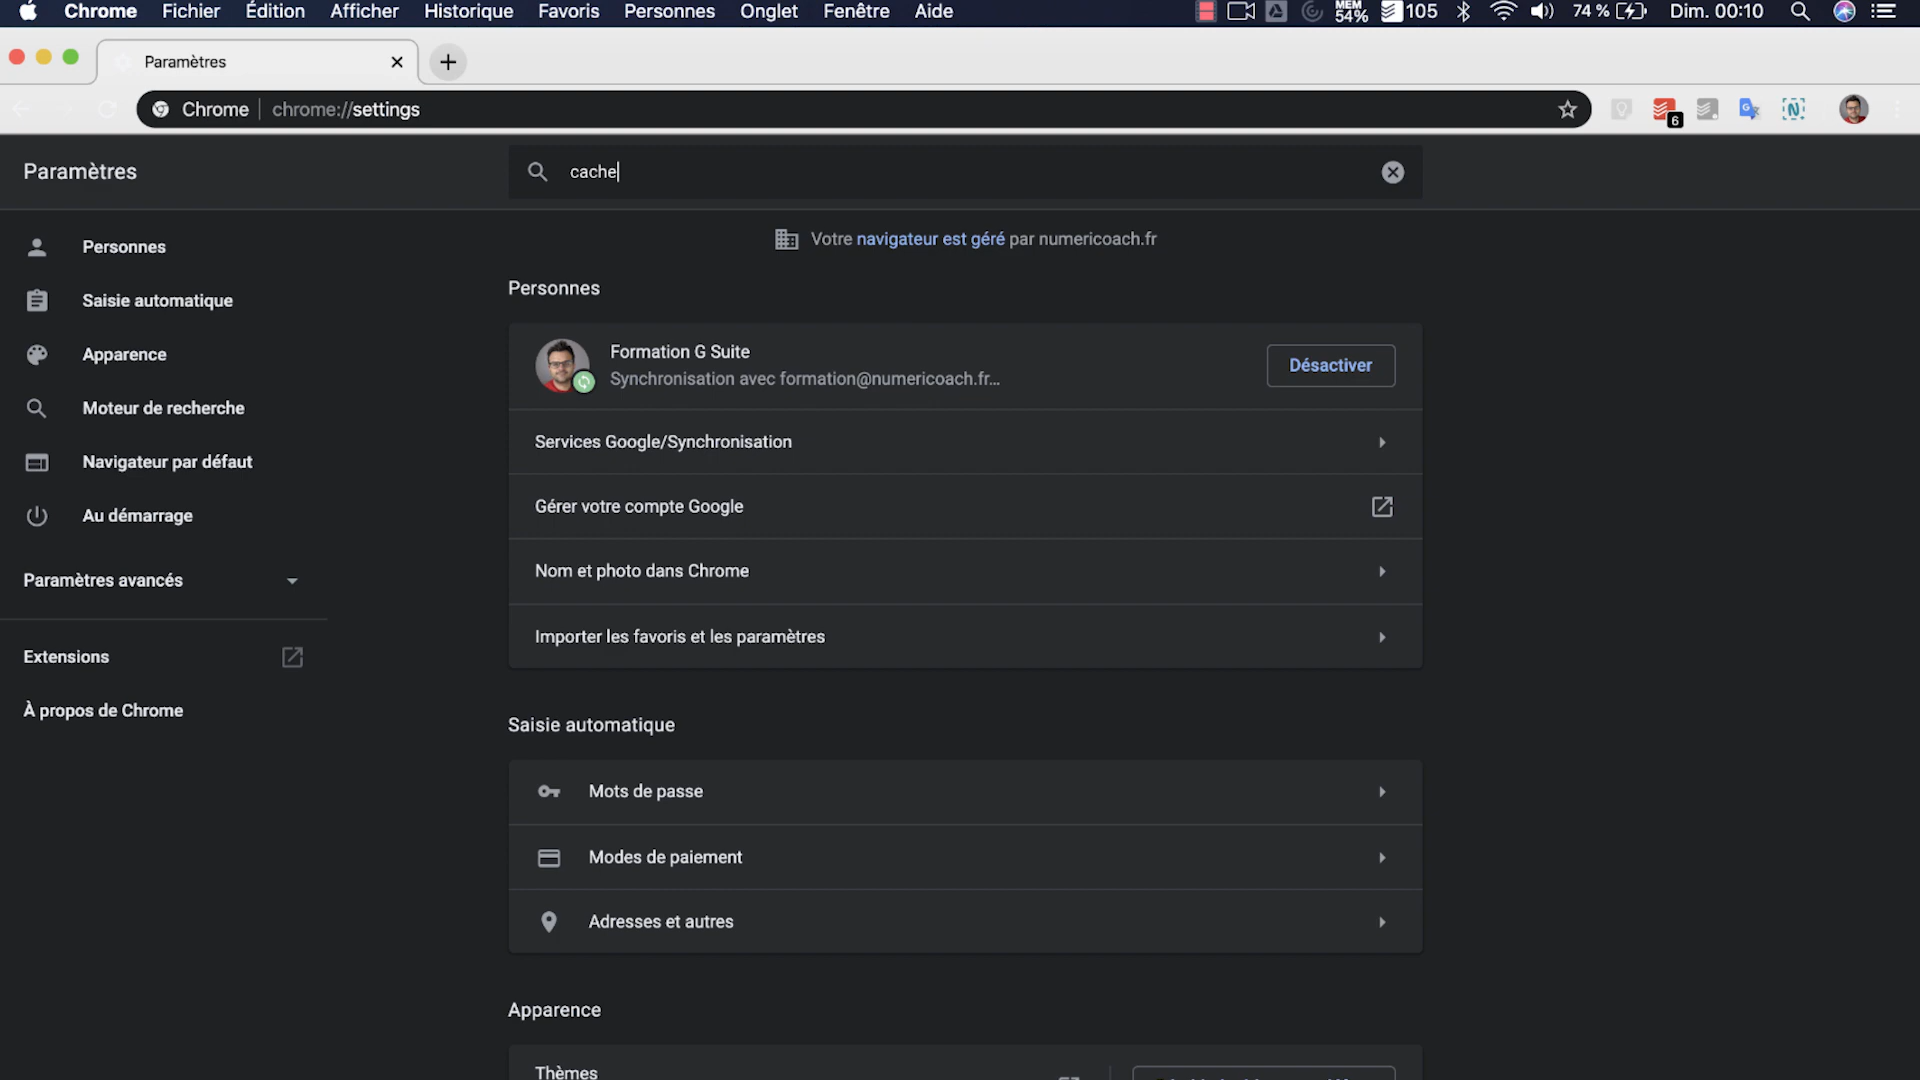 Chrome Fichier Édition Afficher Historique Favoris Personnes Onglet Fenêtre Aide MEM 54% 105 74 % Dim. 00:10
Paramètres
Chrome chrome://settings
6
N
Paramètres
cache
Votre navigateur est géré par numericoach.fr
Personnes
Saisie automatique
Apparence
Moteur de recherche
Navigateur par défaut
Au démarrage
Paramètres avancés
Extensions
À propos de Chrome
Personnes
Formation G Suite
Synchronisation avec formation@numericoach.fr...
Désactiver
Services Google/Synchronisation
Gérer votre compte Google
Nom et photo dans Chrome
Importer les favoris et les paramètres
Saisie automatique
Mots de passe
Modes de paiement
Adresses et autres
Apparence
Thèmes